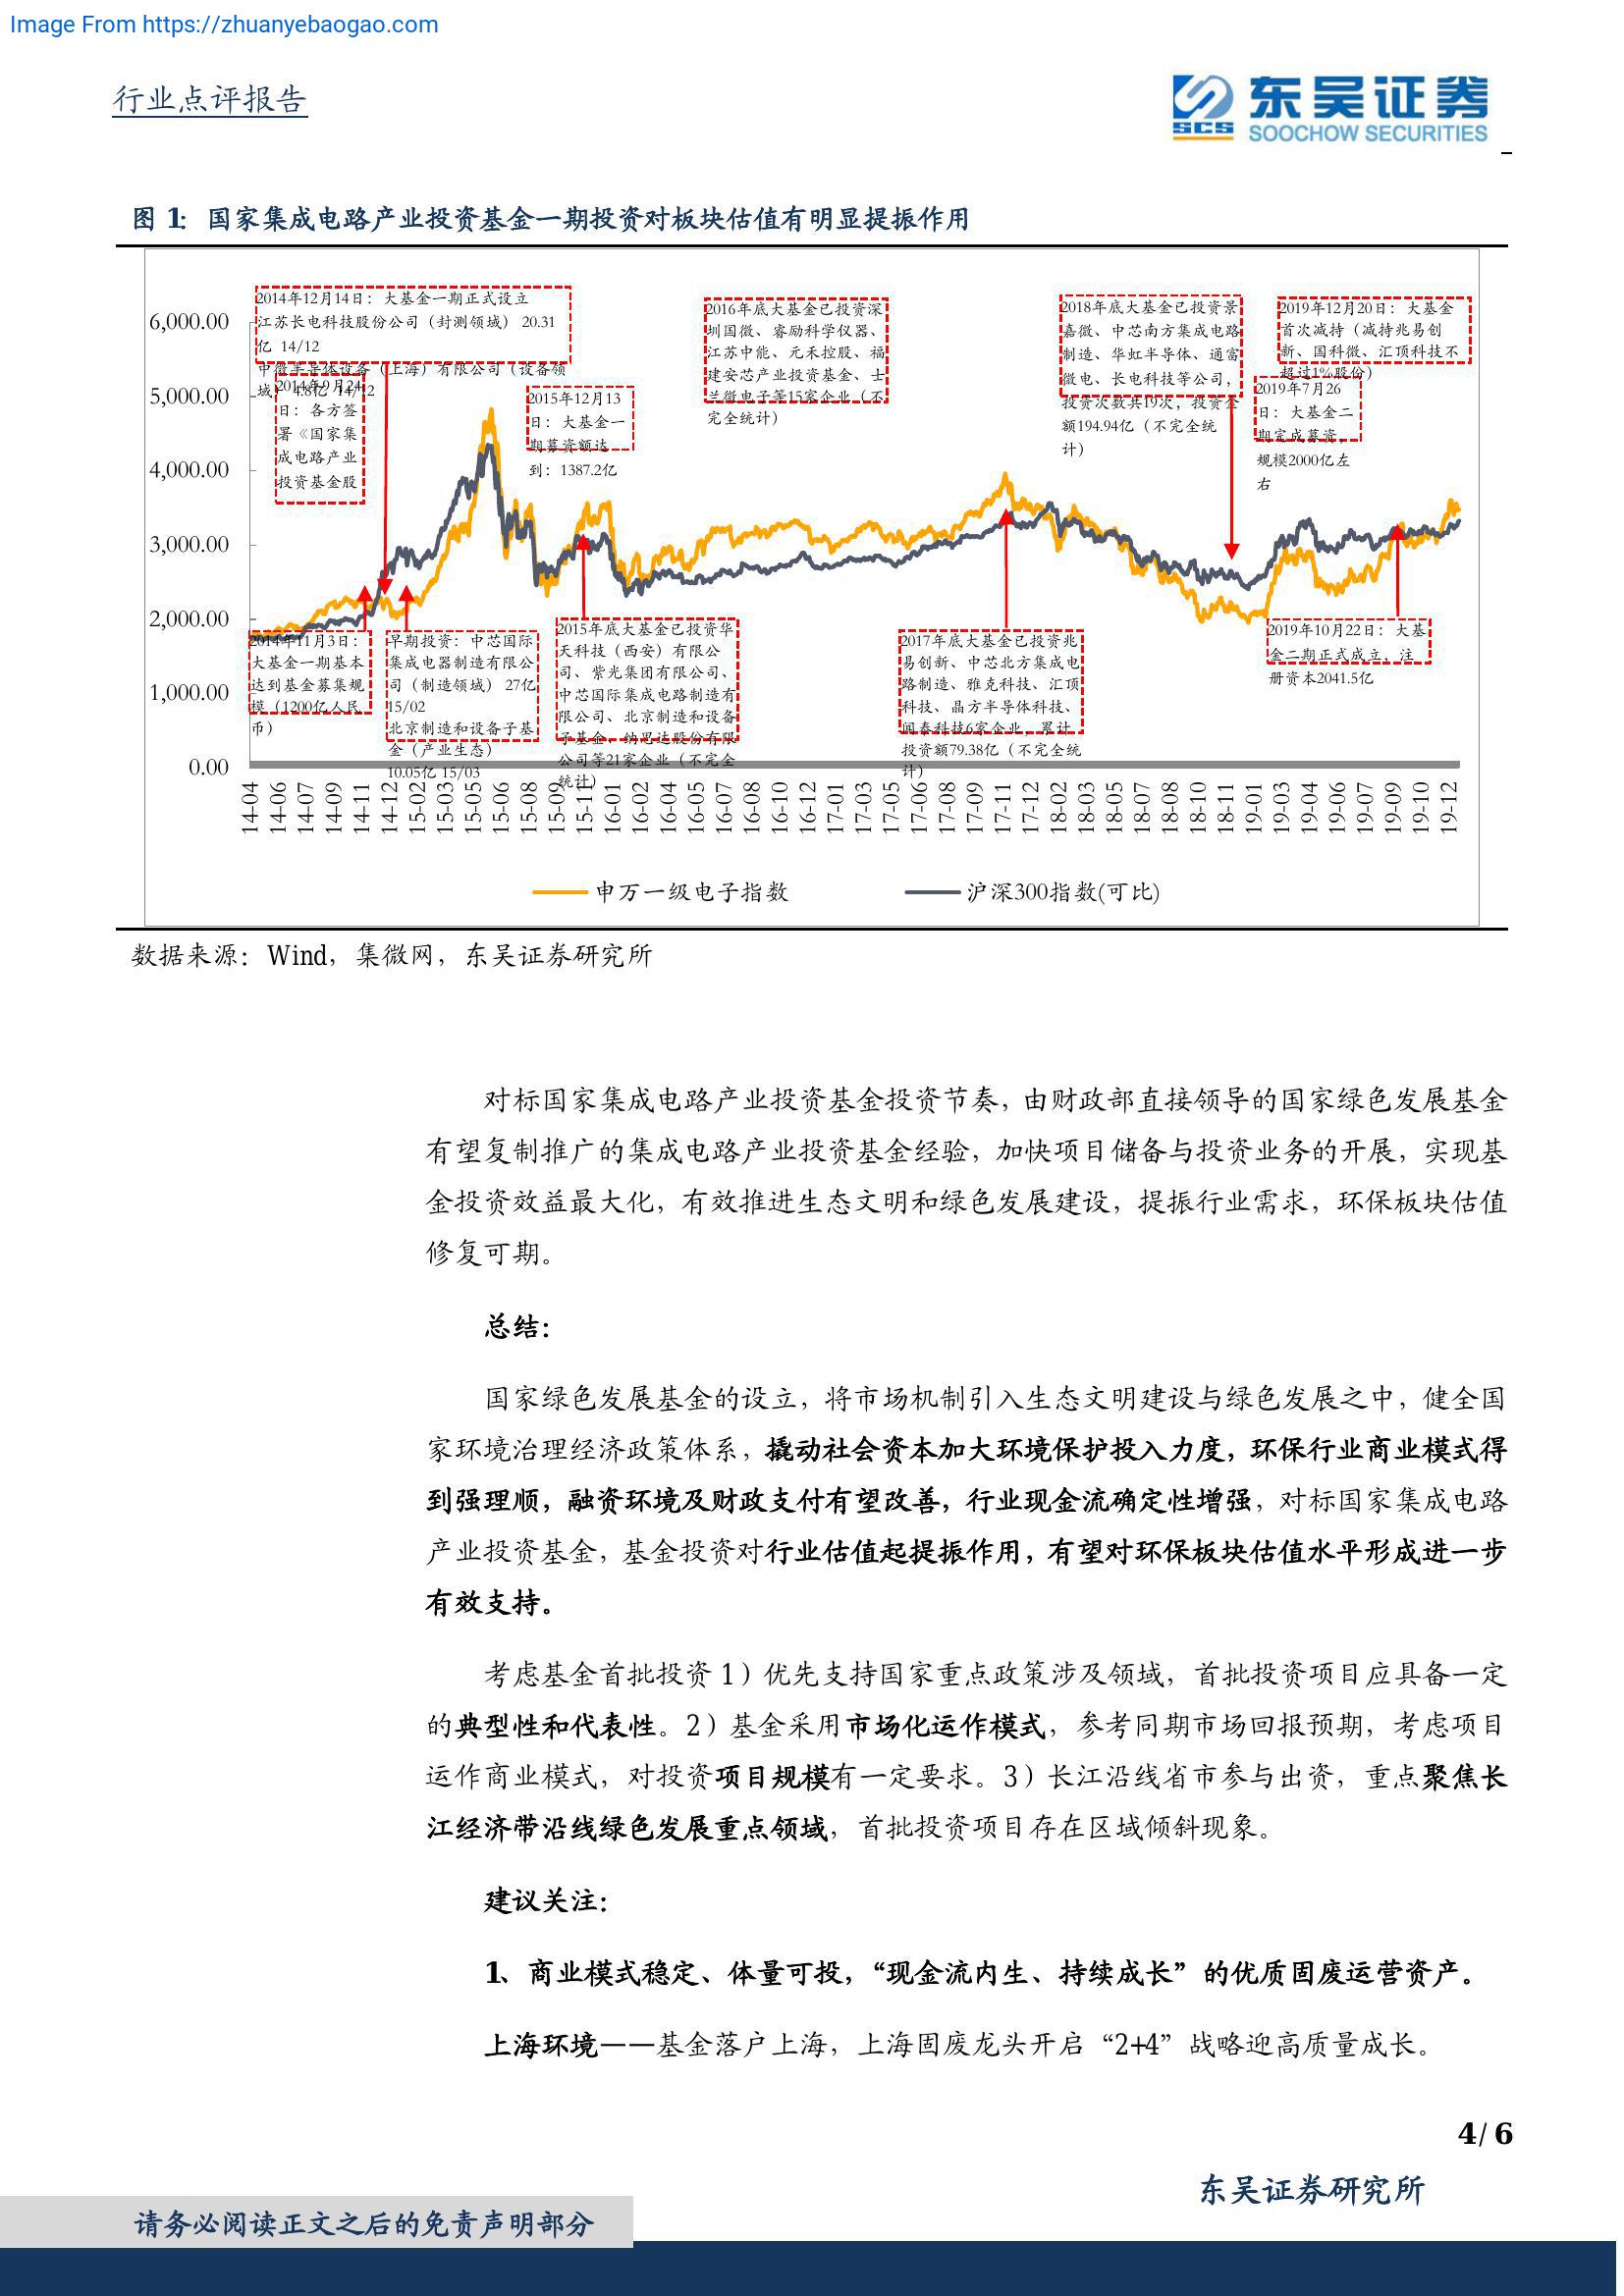 Image From https://zhuanyebaogao.com
行业点评报告
SCS
东吴证券
SOOCHOW SECURITIES
图 1: 国家集成电路产业投资基金一期投资对板块估值有明显提振作用
2014年12月14日：大基金一期正式设立
江苏长电科技股份公司（封测领域） 20.31
亿 14/12
中微半导体设备（上海）有限公司（设备领
域） 4.8亿 14/12
2014年9月24
日：各方签
署《国家集
成电路产业
投资基金股
2015年12月13
日：大基金一
期募资额达
到：1387.2亿
2016年底大基金已投资深
圳国微、睿励科学仪器、
江苏中能、元禾控股、福
建安芯产业投资基金、士
兰微电子等15家企业（不
完全统计）
2018年底大基金已投资景
嘉微、中芯南方集成电路
制造、华虹半导体、通富
微电、长电科技等公司，
投资次数共19次，投资金
额194.94亿（不完全统
计）
2019年12月20日：大基金
首次减持（减持兆易创
新、国科微、汇顶科技不
超过1%股份）
2019年7月26
日：大基金二
期完成募资，
规模2000亿左
右
2014年11月3日：
大基金一期基本
达到基金募集规
模（1200亿人民
币）
早期投资：中芯国际
集成电器制造有限公
司（制造领域） 27亿
15/02
北京制造和设备子基
金（产业生态）
10.05亿 15/03
2015年底大基金已投资华
天科技（西安）有限公
司、紫光集团有限公司、
中芯国际集成电路制造有
限公司、北京制造和设备
子基金、纳思达股份有限
公司等21家企业（不完全
统计）
2017年底大基金已投资兆
易创新、中芯北方集成电
路制造、雅克科技、汇顶
科技、晶方半导体科技、
闻泰科技6家企业，累计
投资额79.38亿（不完全统
计）
2019年10月22日：大基
金二期正式成立，注
册资本2041.5亿
6,000.00
5,000.00
4,000.00
3,000.00
2,000.00
1,000.00
0.00
14-04 14-06 14-07 14-09 14-11 14-12 15-02 15-03 15-05 15-06 15-08 15-09 15-11 16-01 16-02 16-04 16-05 16-07 16-08 16-10 16-12 17-01 17-03 17-05 17-06 17-08 17-09 17-11 17-12 18-02 18-03 18-05 18-07 18-08 18-10 18-11 19-01 19-03 19-04 19-06 19-07 19-09 19-10 19-12
申万一级电子指数 沪深300指数(可比)
数据来源：Wind，集微网，东吴证券研究所
对标国家集成电路产业投资基金投资节奏，由财政部直接领导的国家绿色发展基金
有望复制推广的集成电路产业投资基金经验，加快项目储备与投资业务的开展，实现基
金投资效益最大化，有效推进生态文明和绿色发展建设，提振行业需求，环保板块估值
修复可期。
总结：
国家绿色发展基金的设立，将市场机制引入生态文明建设与绿色发展之中，健全国
家环境治理经济政策体系，撬动社会资本加大环境保护投入力度，环保行业商业模式得
到强理顺，融资环境及财政支付有望改善，行业现金流确定性增强，对标国家集成电路
产业投资基金，基金投资对行业估值起提振作用，有望对环保板块估值水平形成进一步
有效支持。
考虑基金首批投资 1）优先支持国家重点政策涉及领域，首批投资项目应具备一定
的典型性和代表性。2）基金采用市场化运作模式，参考同期市场回报预期，考虑项目
运作商业模式，对投资项目规模有一定要求。3）长江沿线省市参与出资，重点聚焦长
江经济带沿线绿色发展重点领域，首批投资项目存在区域倾斜现象。
建议关注：
1、商业模式稳定、体量可投，“现金流内生、持续成长”的优质固废运营资产。
上海环境——基金落户上海，上海固废龙头开启“2+4”战略迎高质量成长。
4 / 6
东吴证券研究所
请务必阅读正文之后的免责声明部分